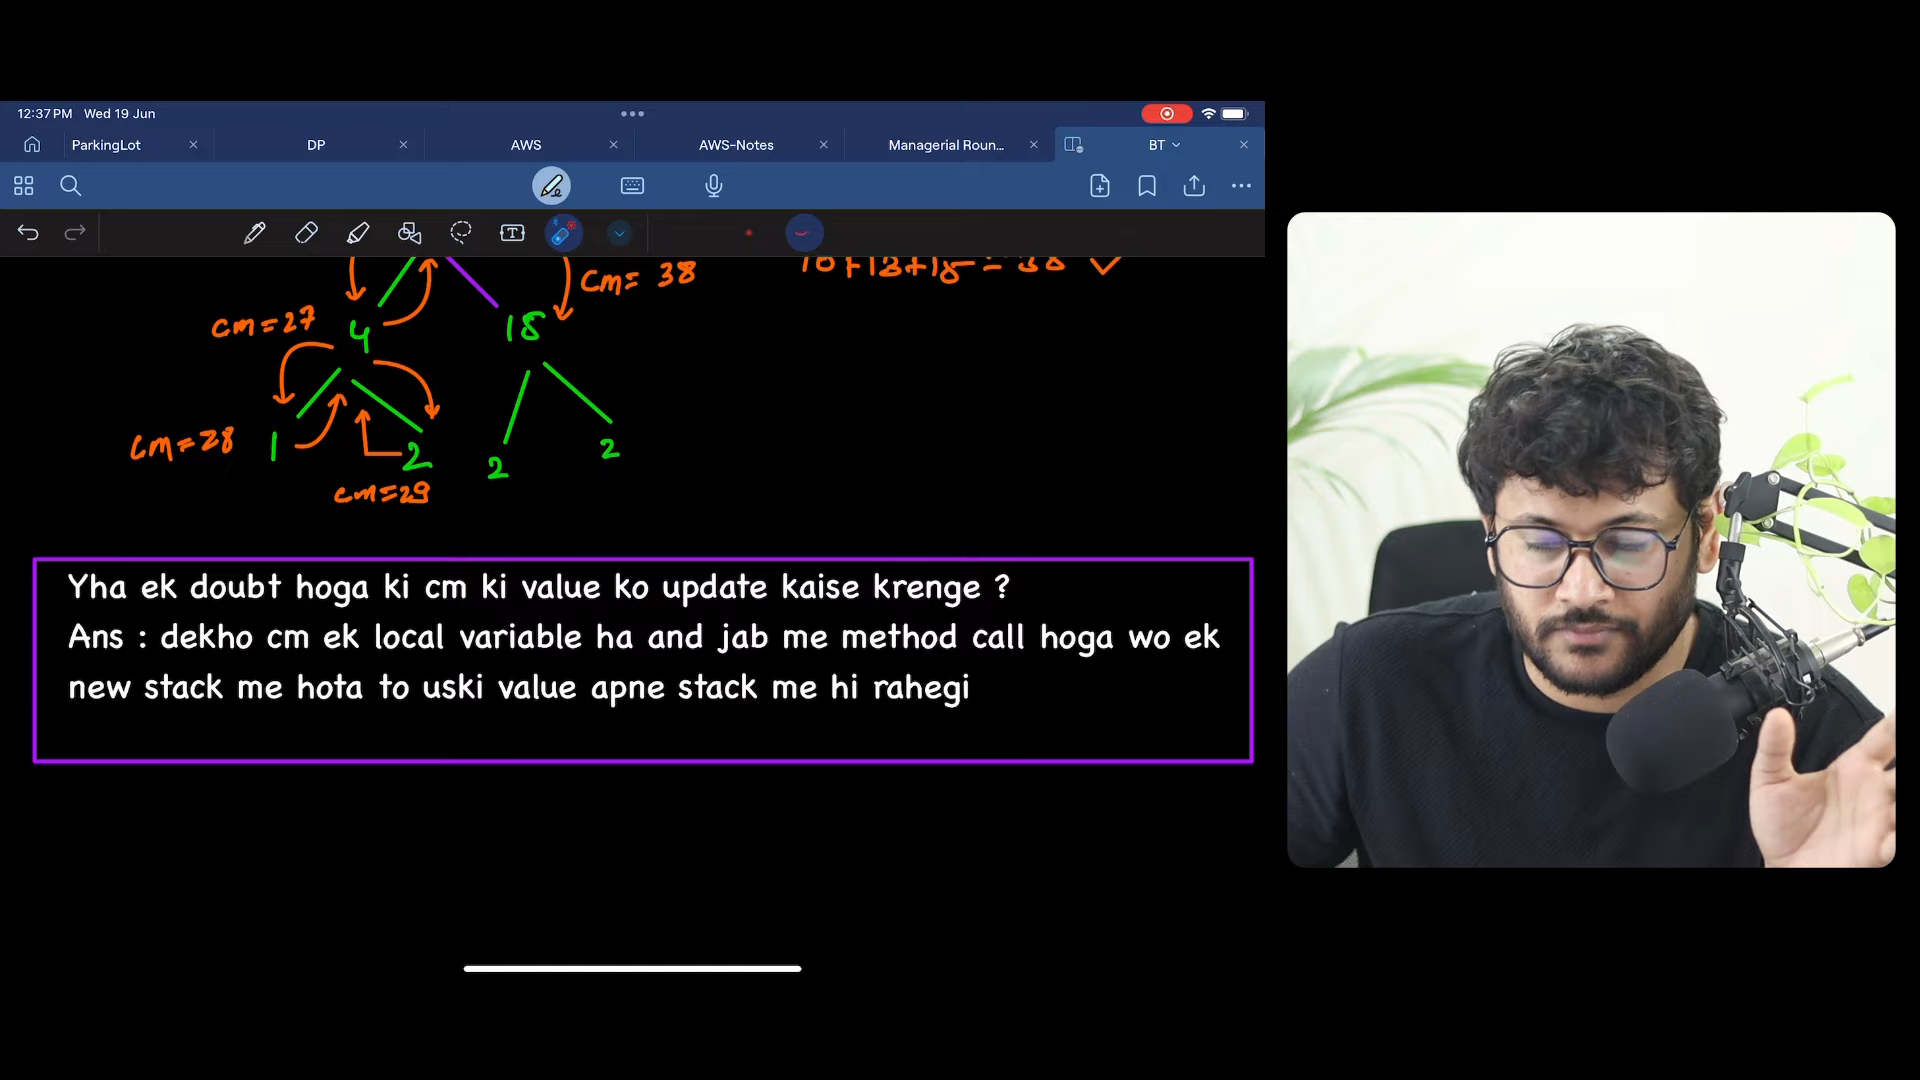 12:37 PM Wed 19 Jun
ParkingLot
DP
AWS
AWS-Notes
Managerial Roun...
BT
cm = 38
cm = 27
4
18
cm = 28
1
2
2
2
cm = 29
Yha ek doubt hoga ki cm ki value ko update kaise krenge ?
Ans : dekho cm ek local variable ha and jab me method call hoga wo ek
new stack me hota to uski value apne stack me hi rahegi